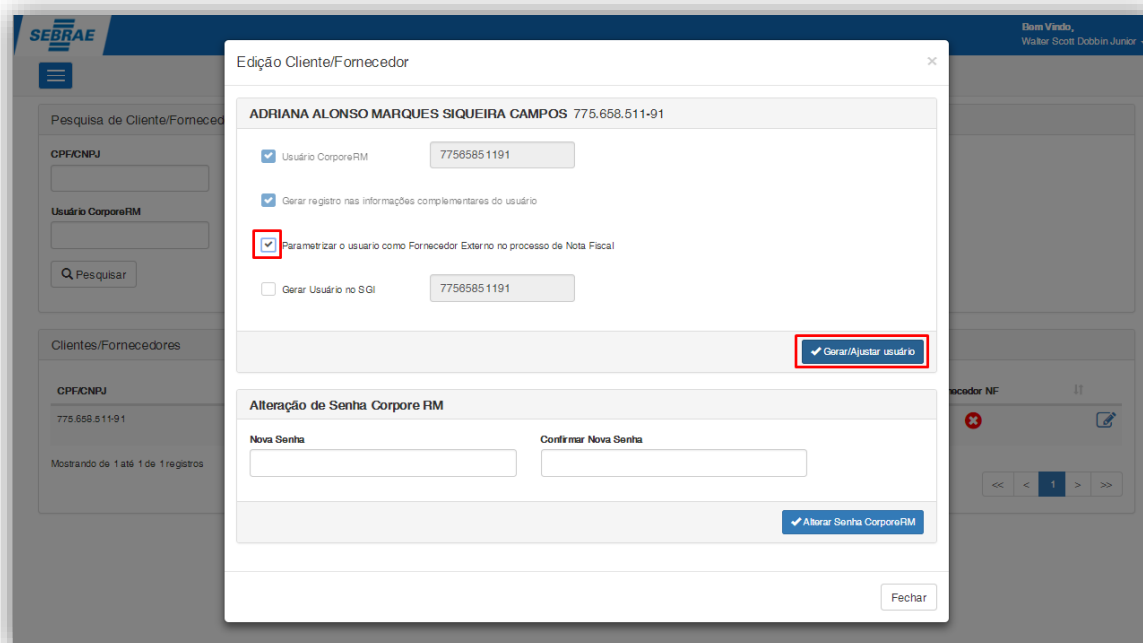 SEBRAE
Bom Vindo,
Walter Scott Dobbin Junior -
Edição Cliente/Fornecedor
×
Pesquisa de Cliente/Forneced
CPF/CNPJ
Usuário CorporeRM
Pesquisar
ADRIANA ALONSO MARQUES SIQUEIRA CAMPOS 775.658.511-91
Usuário CorporeRM
77565851191
Gerar registro nas informações complementares do usuário
Parametrizar o usuario como Fornecedor Externo no processo de Nota Fiscal
Gerar Usuário no SGI
77565851191
Gerar/Ajustar usuário
Clientes/Fornecedores
CPF/CNPJ
necedor NF
775.658.511-91
Mostrando de 1 até 1 de 1 registros
<< < 1 > >>
Alteração de Senha Corpore RM
Nova Senha
Confirmar Nova Senha
Alterar Senha CorporeRM
Fechar